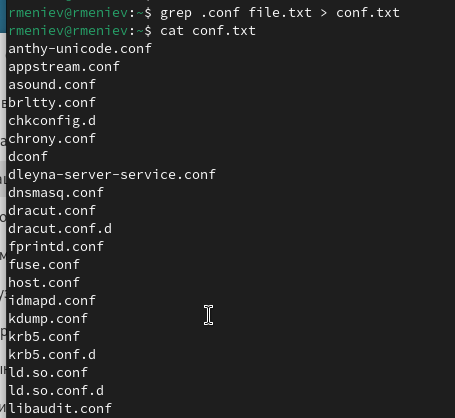 rmeniev@rmeniev:~$ grep .conf file.txt > conf.txt
rmeniev@rmeniev:~$ cat conf.txt
anthy-unicode.conf
appstream.conf
asound.conf
brltty.conf
chkconfig.d
chrony.conf
dconf
dleyna-server-service.conf
dnsmasq.conf
dracut.conf
dracut.conf.d
fprintd.conf
fuse.conf
host.conf
idmapd.conf
kdump.conf
krb5.conf
krb5.conf.d
ld.so.conf
ld.so.conf.d
libaudit.conf